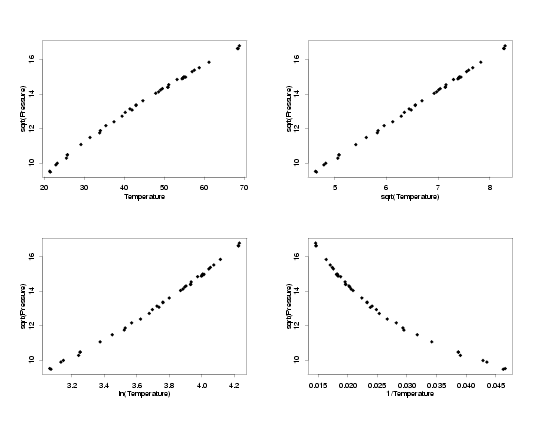 sqrt(Pressure)
16
14
12
10
20 30 40 50 60 70
Temperature
sqrt(Pressure)
16
14
12
10
5 6 7 8
sqrt(Temperature)
sqrt(Pressure)
16
14
12
10
3.2 3.4 3.6 3.8 4.0 4.2
ln(Temperature)
sqrt(Pressure)
16
14
12
10
0.015 0.020 0.025 0.030 0.035 0.040 0.045
1/Temperature